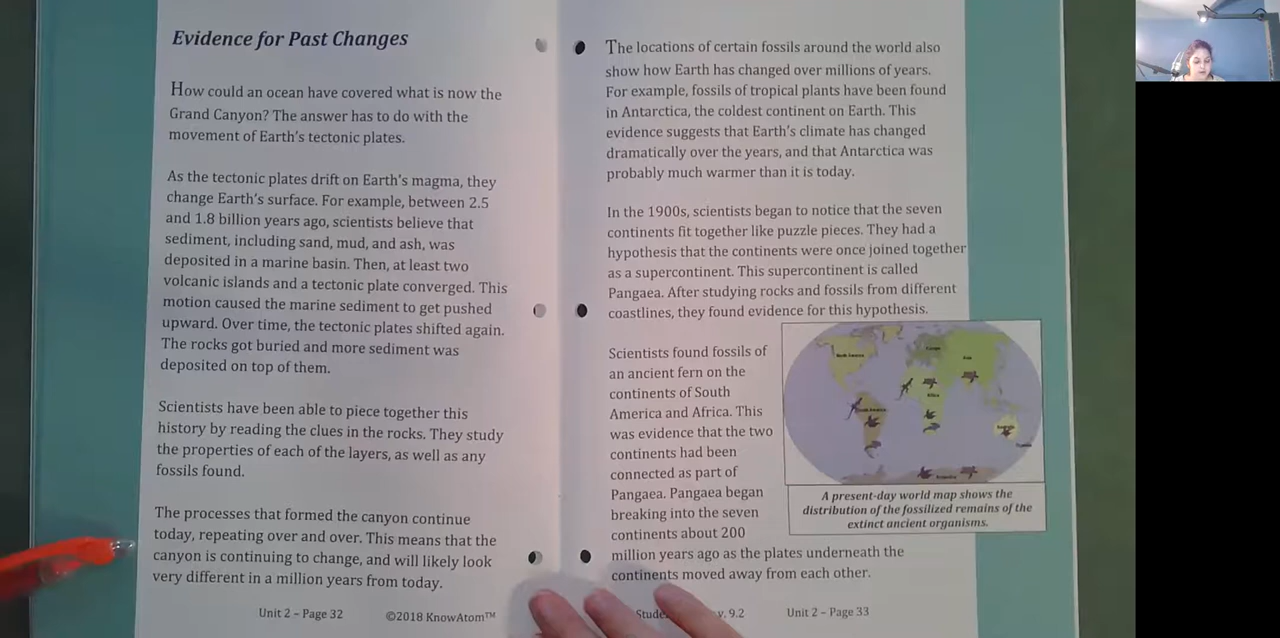 Evidence for Past Changes
How could an ocean have covered what is now the
Grand Canyon? The answer has to do with the
movement of Earth's tectonic plates.
As the tectonic plates drift on Earth's magma, they
change Earth's surface. For example, between 2.5
and 1.8 billion years ago, scientists believe that
sediment, including sand, mud, and ash, was
deposited in a marine basin. Then, at least two
volcanic islands and a tectonic plate converged. This
motion caused the marine sediment to get pushed
upward. Over time, the tectonic plates shifted again.
The rocks got buried and more sediment was
deposited on top of them.
Scientists have been able to piece together this
history by reading the clues in the rocks. They study
the properties of each of the layers, as well as any
fossils found.
The processes that formed the canyon continue
today, repeating over and over. This means that the
canyon is continuing to change, and will likely look
very different in a million years from today.
Unit 2 – Page 32 ©2018 KnowAtom™
The locations of certain fossils around the world also
show how Earth has changed over millions of years.
For example, fossils of tropical plants have been found
in Antarctica, the coldest continent on Earth. This
evidence suggests that Earth's climate has changed
dramatically over the years, and that Antarctica was
probably much warmer than it is today.
In the 1900s, scientists began to notice that the seven
continents fit together like puzzle pieces. They had a
hypothesis that the continents were once joined together
as a supercontinent. This supercontinent is called
Pangaea. After studying rocks and fossils from different
coastlines, they found evidence for this hypothesis.
Scientists found fossils of
an ancient fern on the
continents of South
America and Africa. This
was evidence that the two
continents had been
connected as part of
Pangaea. Pangaea began
breaking into the seven
continents about 200
million years ago as the plates underneath the
continents moved away from each other.
North America
Europe
Asia
Africa
South America
A present-day world map shows the
distribution of the fossilized remains of the
extinct ancient organisms.
v. 9.2 Unit 2 – Page 33